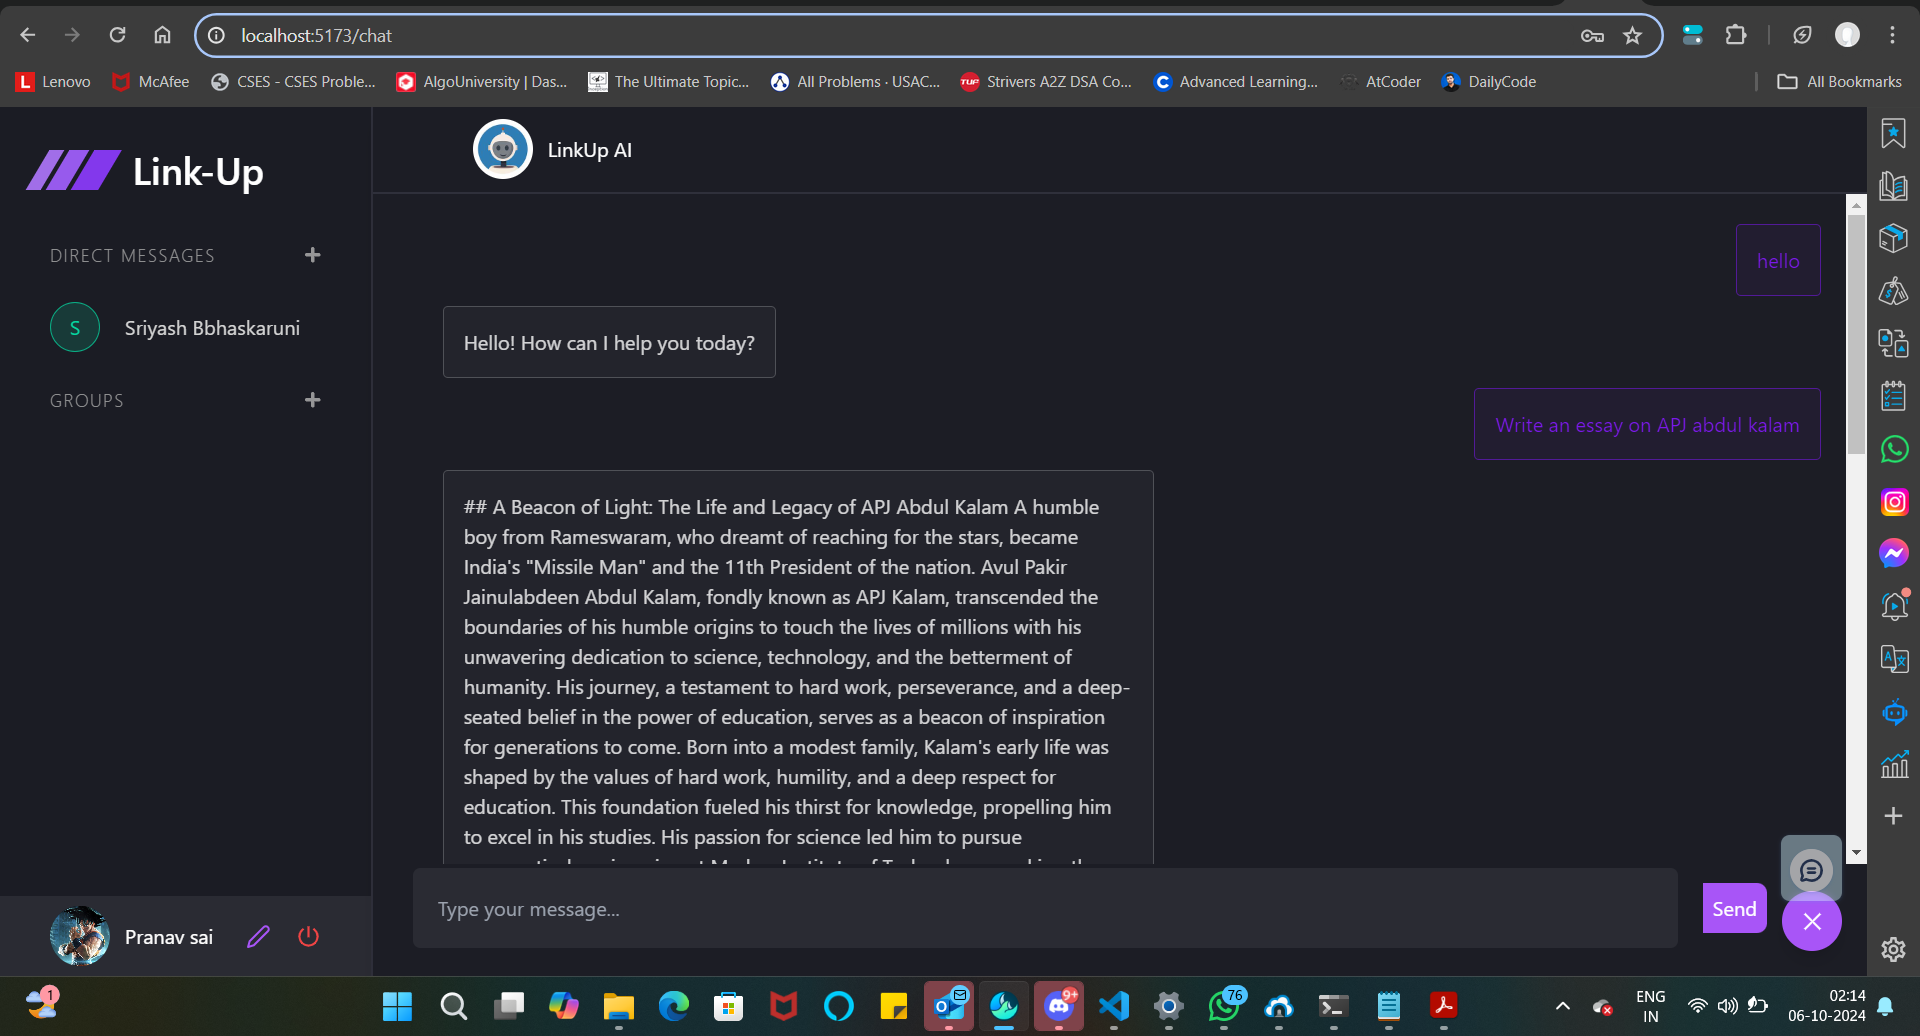 localhost:5173/chat
Lenovo
McAfee
CSES - CSES Proble...
AlgoUniversity | Das...
The Ultimate Topic...
All Problems · USAC...
Strivers A2Z DSA Co...
Advanced Learning...
AtCoder
DailyCode
All Bookmarks
Link-Up
LinkUp AI
DIRECT MESSAGES
S
Sriyash Bbhaskaruni
GROUPS
hello
Hello! How can I help you today?
Write an essay on APJ abdul kalam
## A Beacon of Light: The Life and Legacy of APJ Abdul Kalam A humble
boy from Rameswaram, who dreamt of reaching for the stars, became
India's "Missile Man" and the 11th President of the nation. Avul Pakir
Jainulabdeen Abdul Kalam, fondly known as APJ Kalam, transcended the
boundaries of his humble origins to touch the lives of millions with his
unwavering dedication to science, technology, and the betterment of
humanity. His journey, a testament to hard work, perseverance, and a deep-
seated belief in the power of education, serves as a beacon of inspiration
for generations to come. Born into a modest family, Kalam's early life was
shaped by the values of hard work, humility, and a deep respect for
education. This foundation fueled his thirst for knowledge, propelling him
to excel in his studies. His passion for science led him to pursue
Type your message...
Send
Pranav sai
1
9+
76
ENG
IN
02:14
06-10-2024